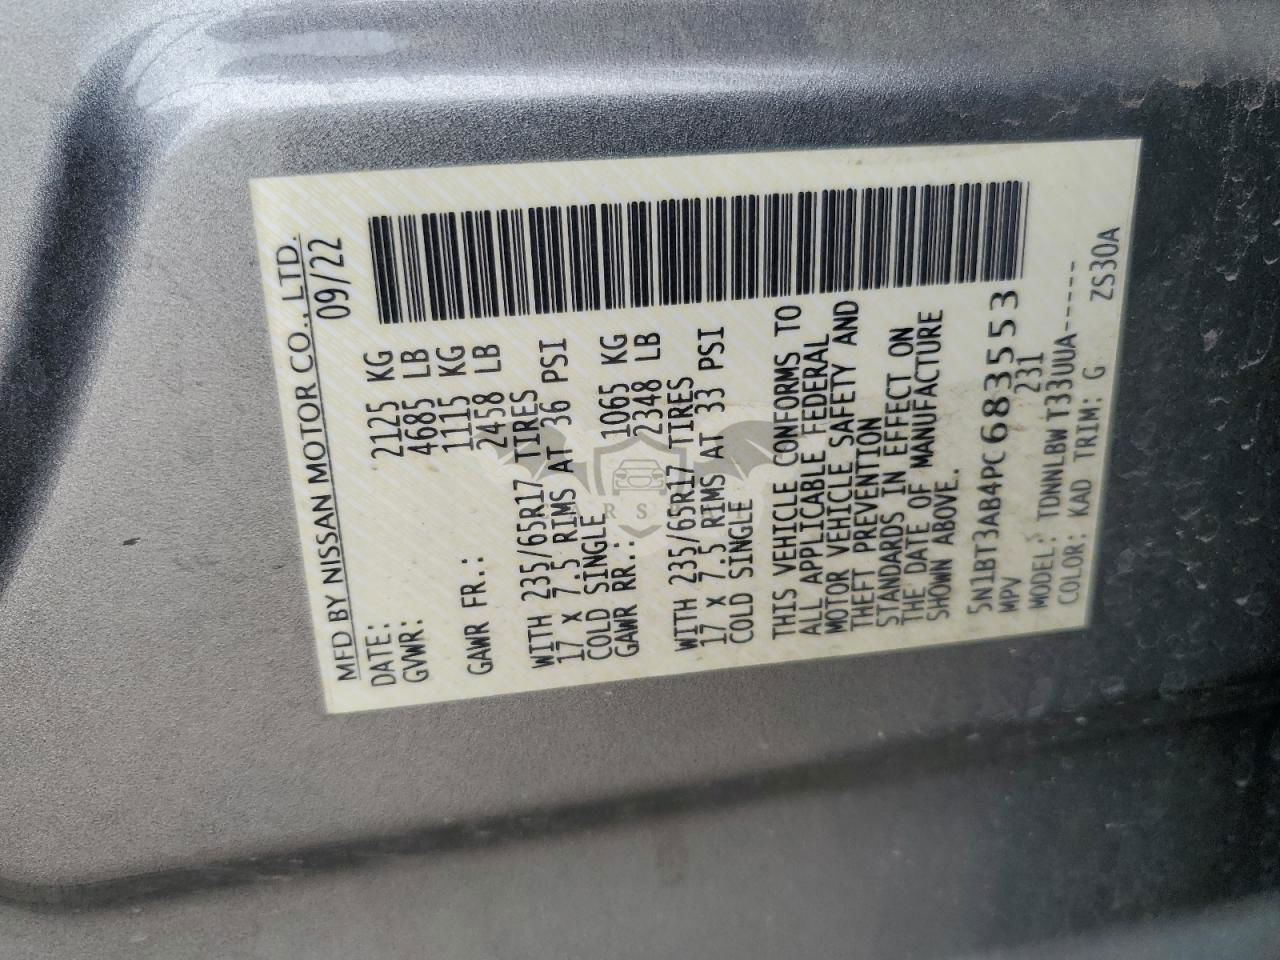 MFD BY NISSAN MOTOR CO., LTD.
DATE: 09/22
GVWR: 2125 KG
4685 LB
GAWR FR.: 1115 KG
2458 LB
WITH 235/65R17 TIRES
17 X 7.5 RIMS AT 36 PSI
COLD SINGLE
GAWR RR.: 1065 KG
2348 LB
WITH 235/65R17 TIRES
17 X 7.5 RIMS AT 33 PSI
COLD SINGLE
THIS VEHICLE CONFORMS TO
ALL APPLICABLE FEDERAL
MOTOR VEHICLE SAFETY AND
THEFT PREVENTION
STANDARDS IN EFFECT ON
THE DATE OF MANUFACTURE
SHOWN ABOVE.
5N1BT3AB4PC683553
MPV 231
MODEL: TDNNLBW T33UUA-----
COLOR: KAD TRIM: G ZS30A